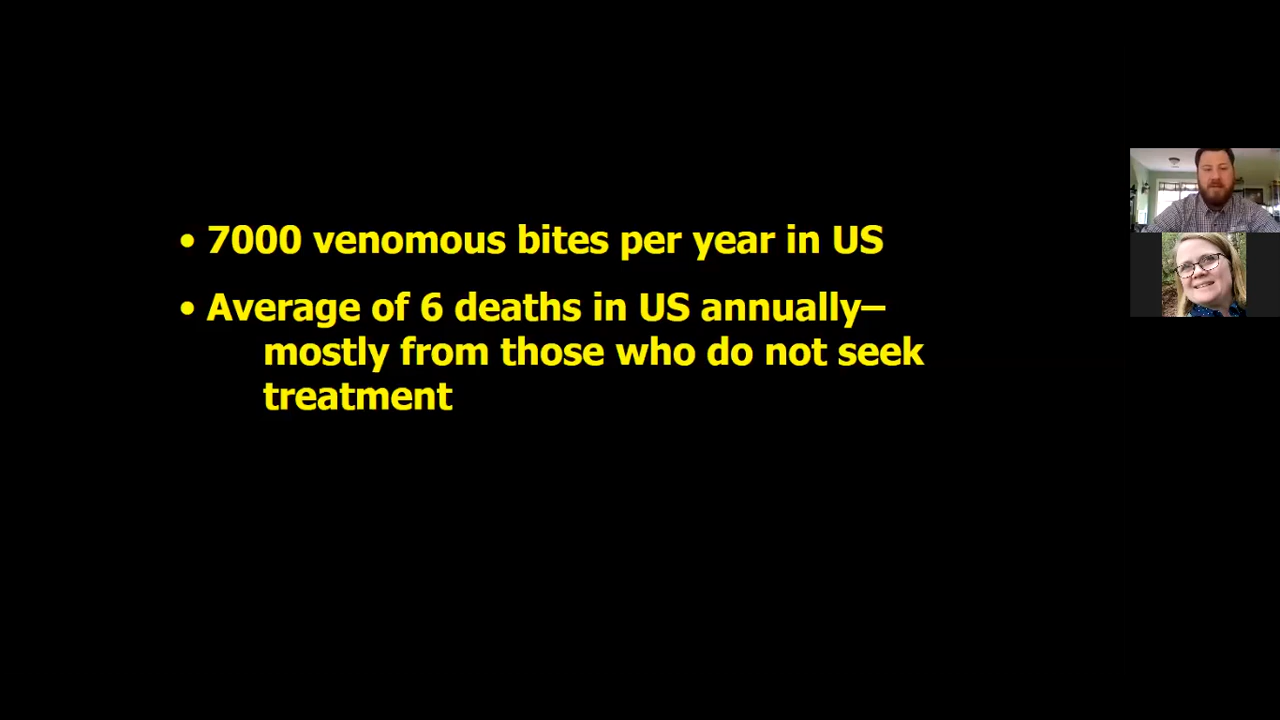 • 7000 venomous bites per year in US
• Average of 6 deaths in US annually–
mostly from those who do not seek
treatment